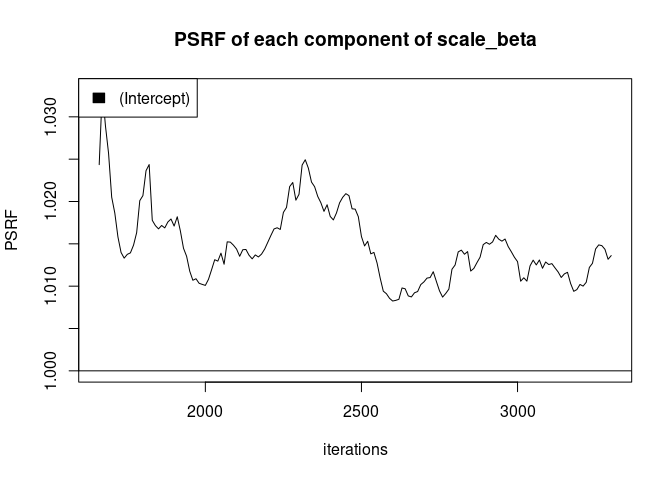 PSRF of each component of scale_beta
(Intercept)
PSRF
1.030
1.020
1.010
1.000
2000 2500 3000
iterations